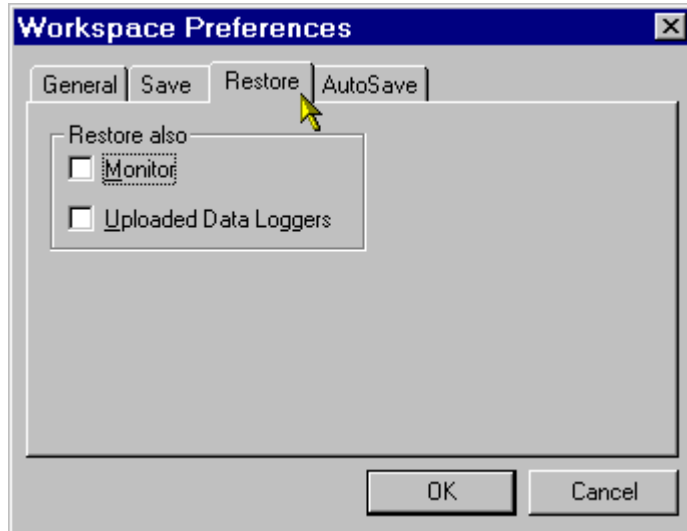 Workspace Preferences
General Save Restore AutoSave
Restore also
Monitor
Uploaded Data Loggers
OK Cancel